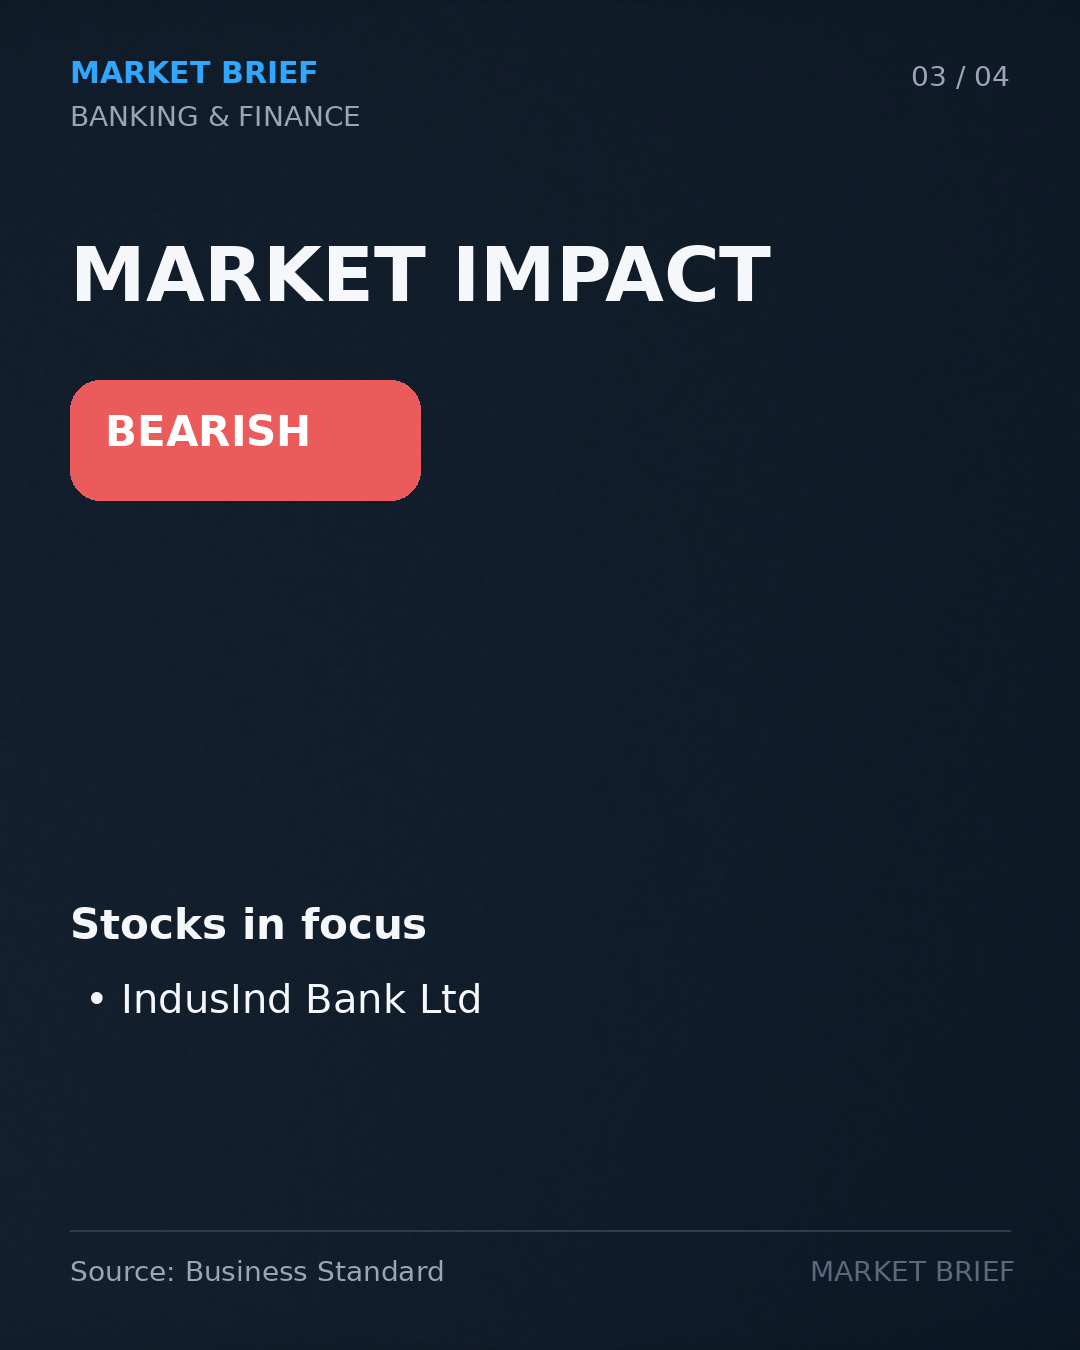 MARKET BRIEF
03 / 04
BANKING & FINANCE
MARKET IMPACT
BEARISH
Stocks in focus
• IndusInd Bank Ltd
Source: Business Standard
MARKET BRIEF